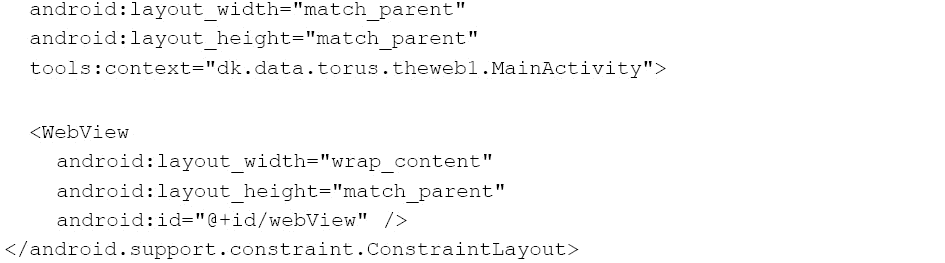 android:layout_width="match_parent"
android:layout_height="match_parent"
tools:context="dk.data.torus.theweb1.MainActivity">
<WebView
android:layout_width="wrap_content"
android:layout_height="match_parent"
android:id="@+id/webView" />
</android.support.constraint.ConstraintLayout>